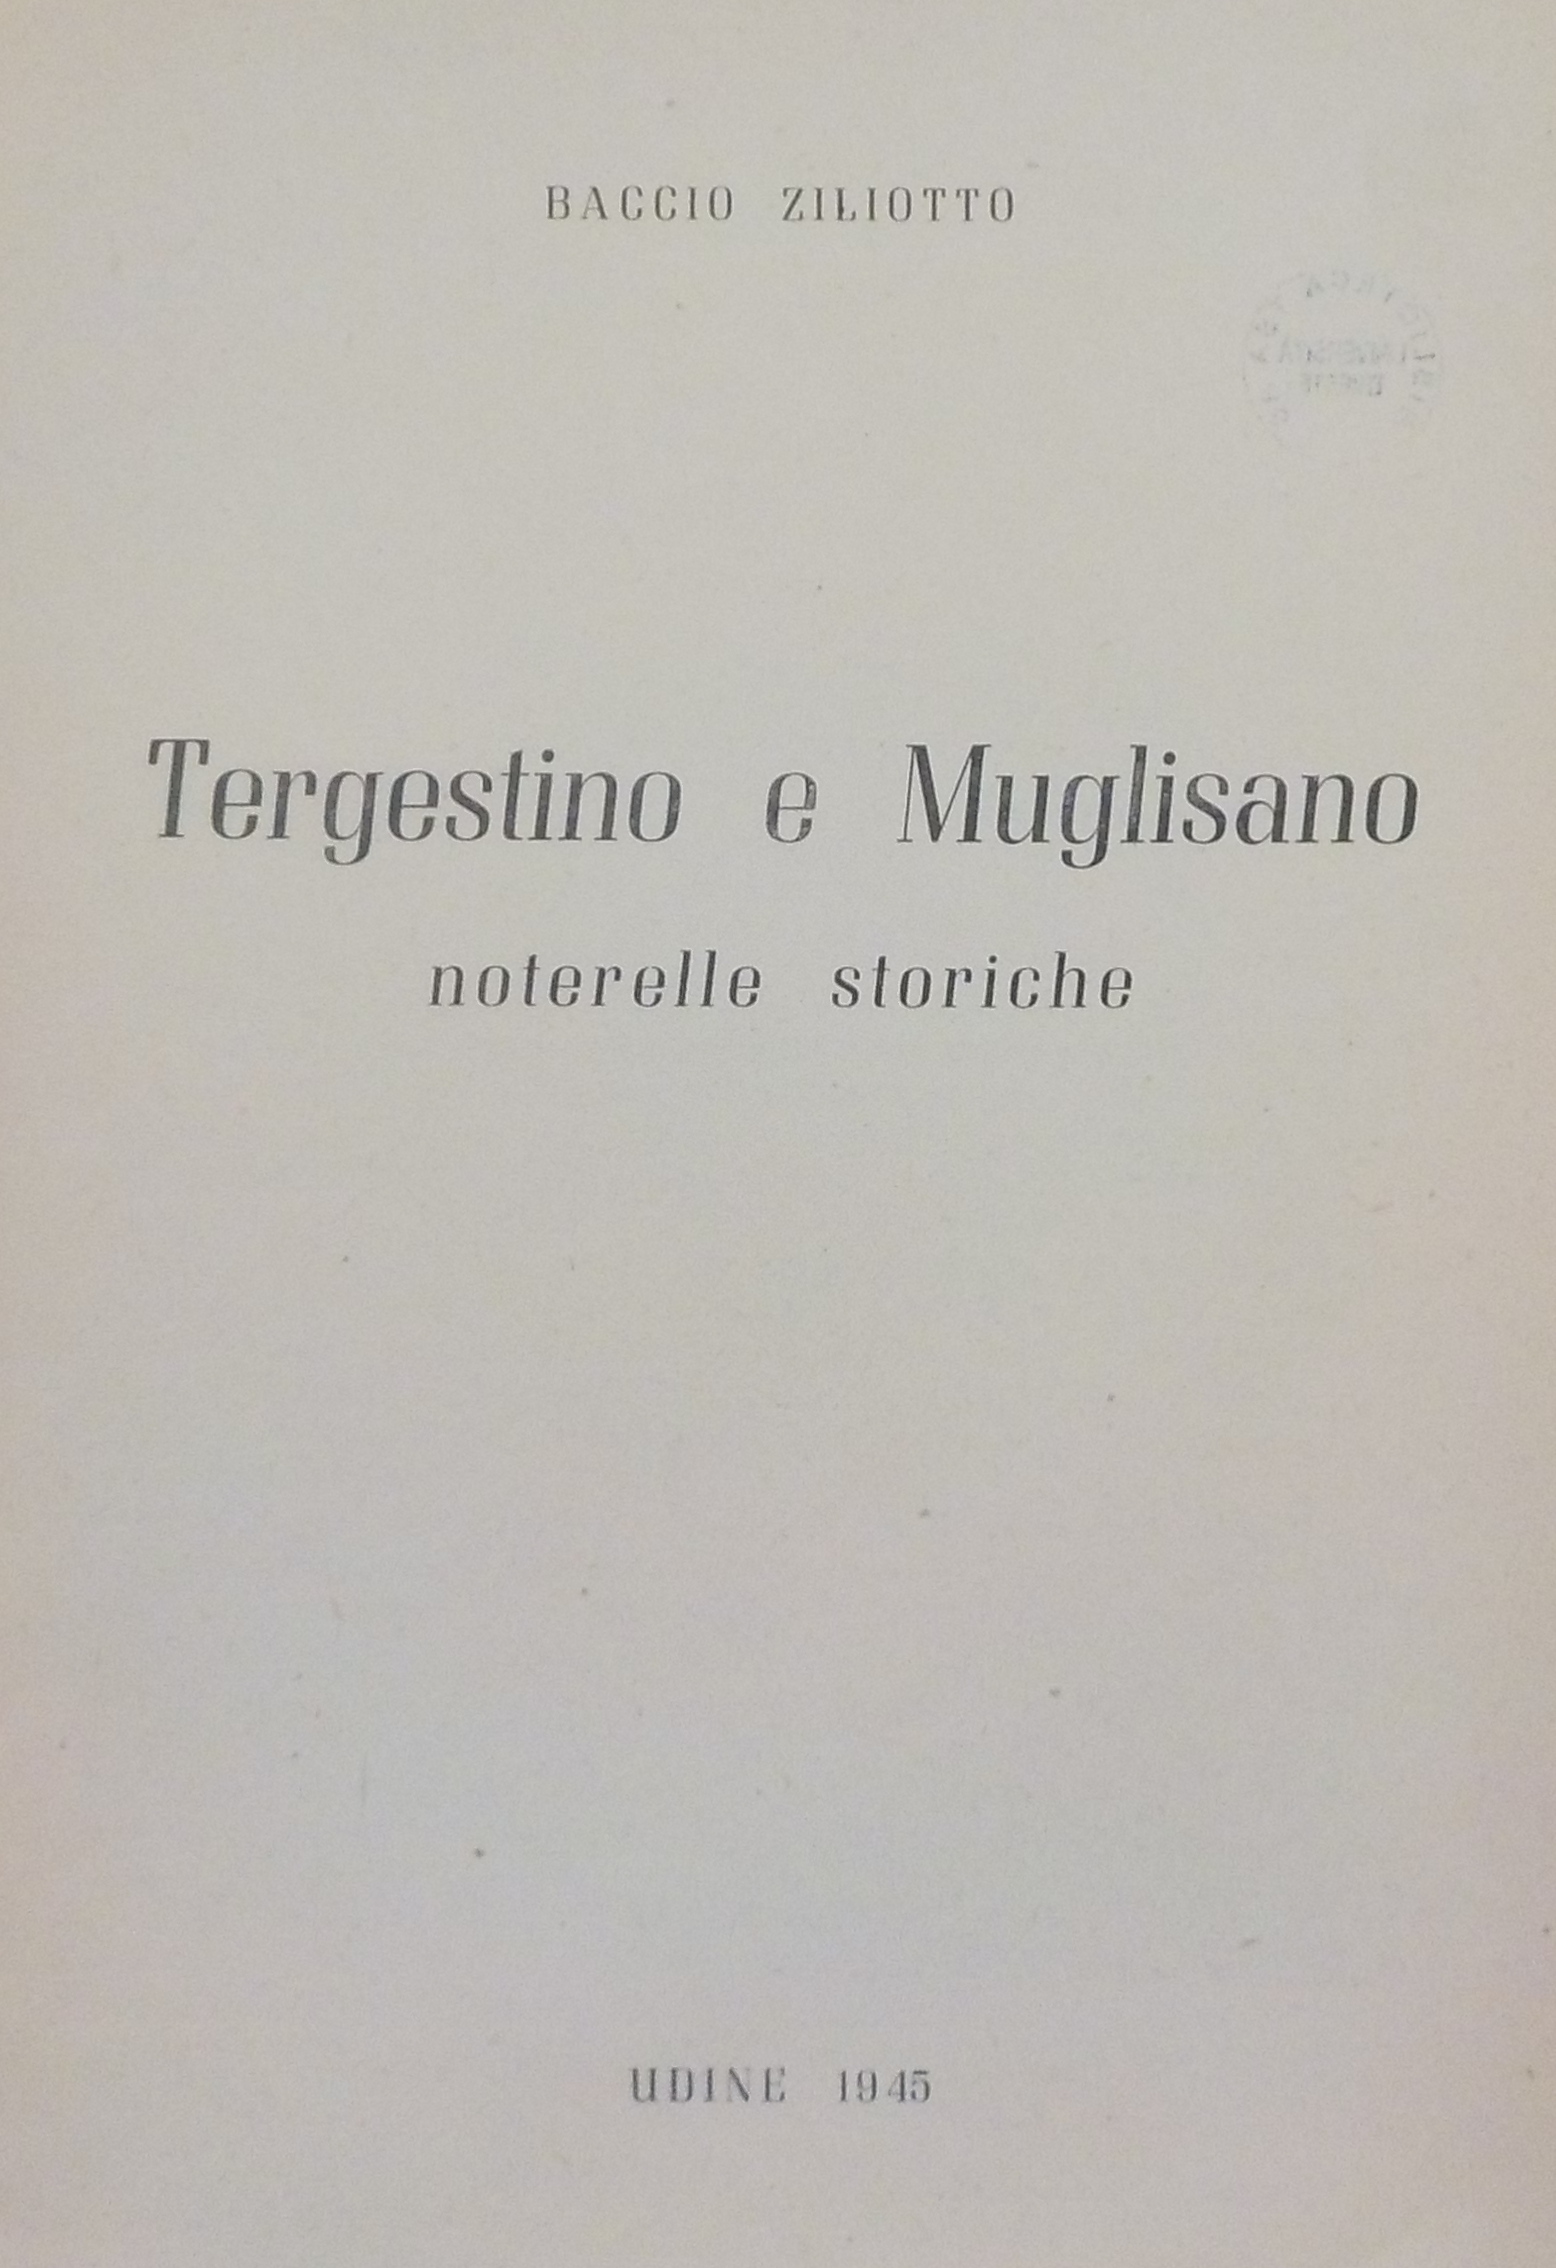 BACCIO ZILIOTTO
Tergestino e Muglisano
noterelle storiche
UDINE 1945